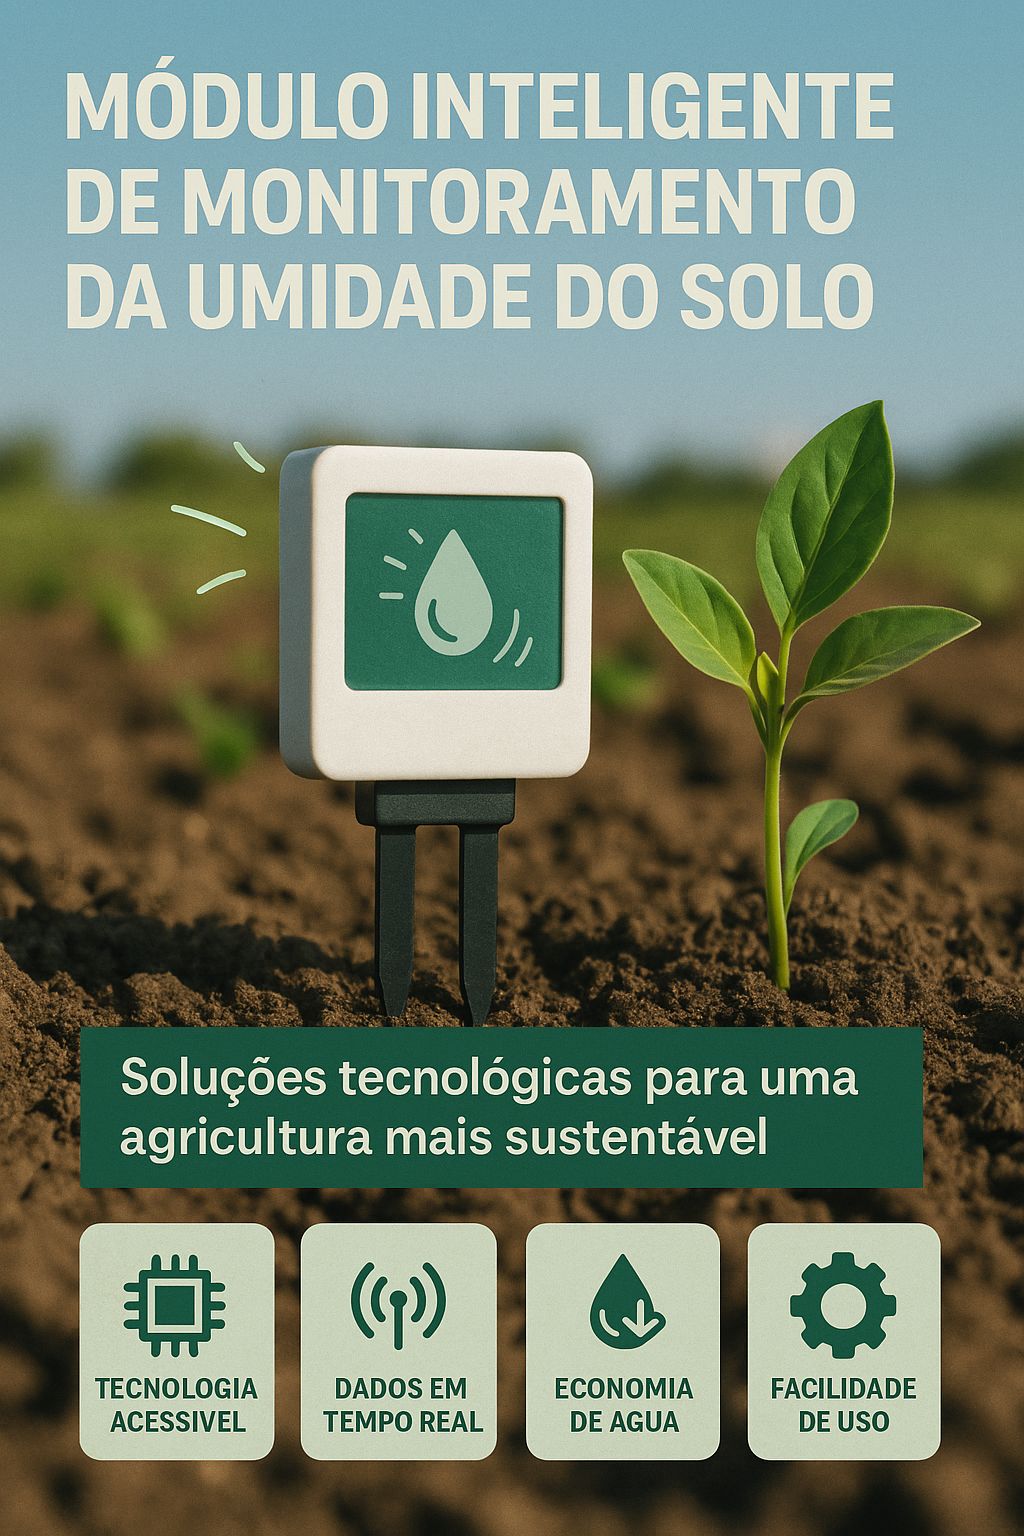 MÓDULO INTELIGENTE
DE MONITORAMENTO
DA UMIDADE DO SOLO
Soluções tecnológicas para uma
agricultura mais sustentável
TECNOLOGIA
ACESSIVEL
DADOS EM
TEMPO REAL
ECONOMIA
DE AGUA
FACILIDADE
DE USO